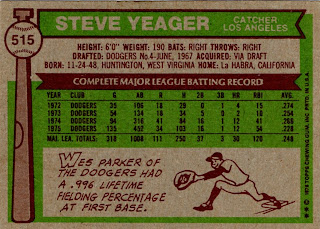 STEVE YEAGER
CATCHER
LOS ANGELES
515
HEIGHT: 6'0" WEIGHT: 190 BATS: RIGHT THROWS: RIGHT
DRAFTED: DODGERS No.4-JUNE, 1967 ACQUIRED: VIA DRAFT
BORN: 11-24-48, HUNTINGTON, WEST VIRGINIA HOME: La HABRA, CALIFORNIA
COMPLETE MAJOR LEAGUE BATTING RECORD
YEAR CLUB G AB R H 2B 3B HR RBI AVG.
1972 DODGERS 35 106 18 29 1 4 15 .274
1973 DODGERS 54 134 18 34 5 0 2 10 .254
1974 DODGERS 94 316 41 84 16 1 12 41 .266
1975 DODGERS 135 452 34 103 16 1 12 54 .228
MAJ. LEA. TOTALS 318 1008 111 250 37 3 30 120 .248
WES PARKER
OF THE DODGERS HAD
A .996 LIFETIME
FIELDING PERCENTAGE
AT FIRST BASE.